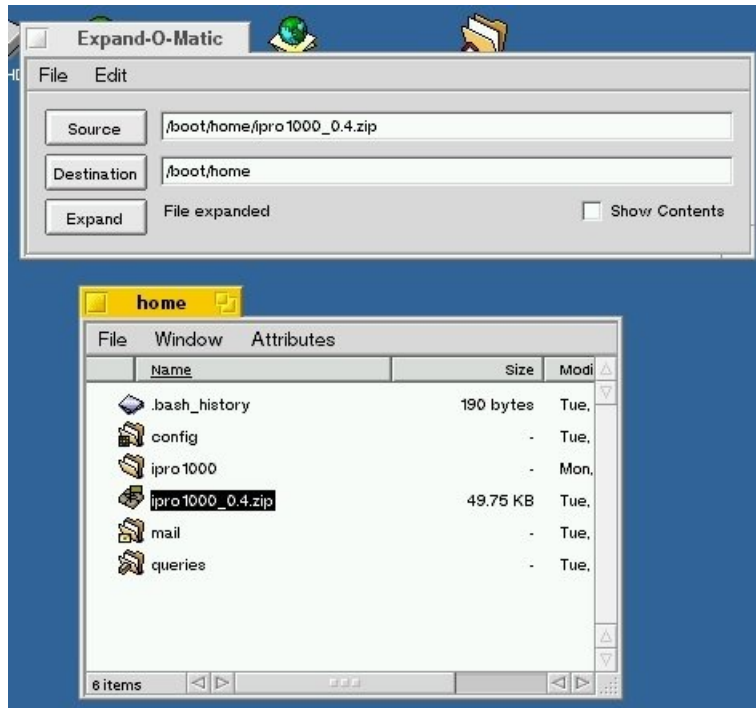 Expand-O-Matic
File Edit
Source /boot/home/ipro1000_0.4.zip
Destination /boot/home
Expand File expanded Show Contents
home
File Window Attributes
Name Size Modi
.bash_history 190 bytes Tue,
config - Tue,
ipro1000 - Mon,
ipro1000_0.4.zip 49.75 KB Tue,
mail - Tue,
queries - Tue,
6 items